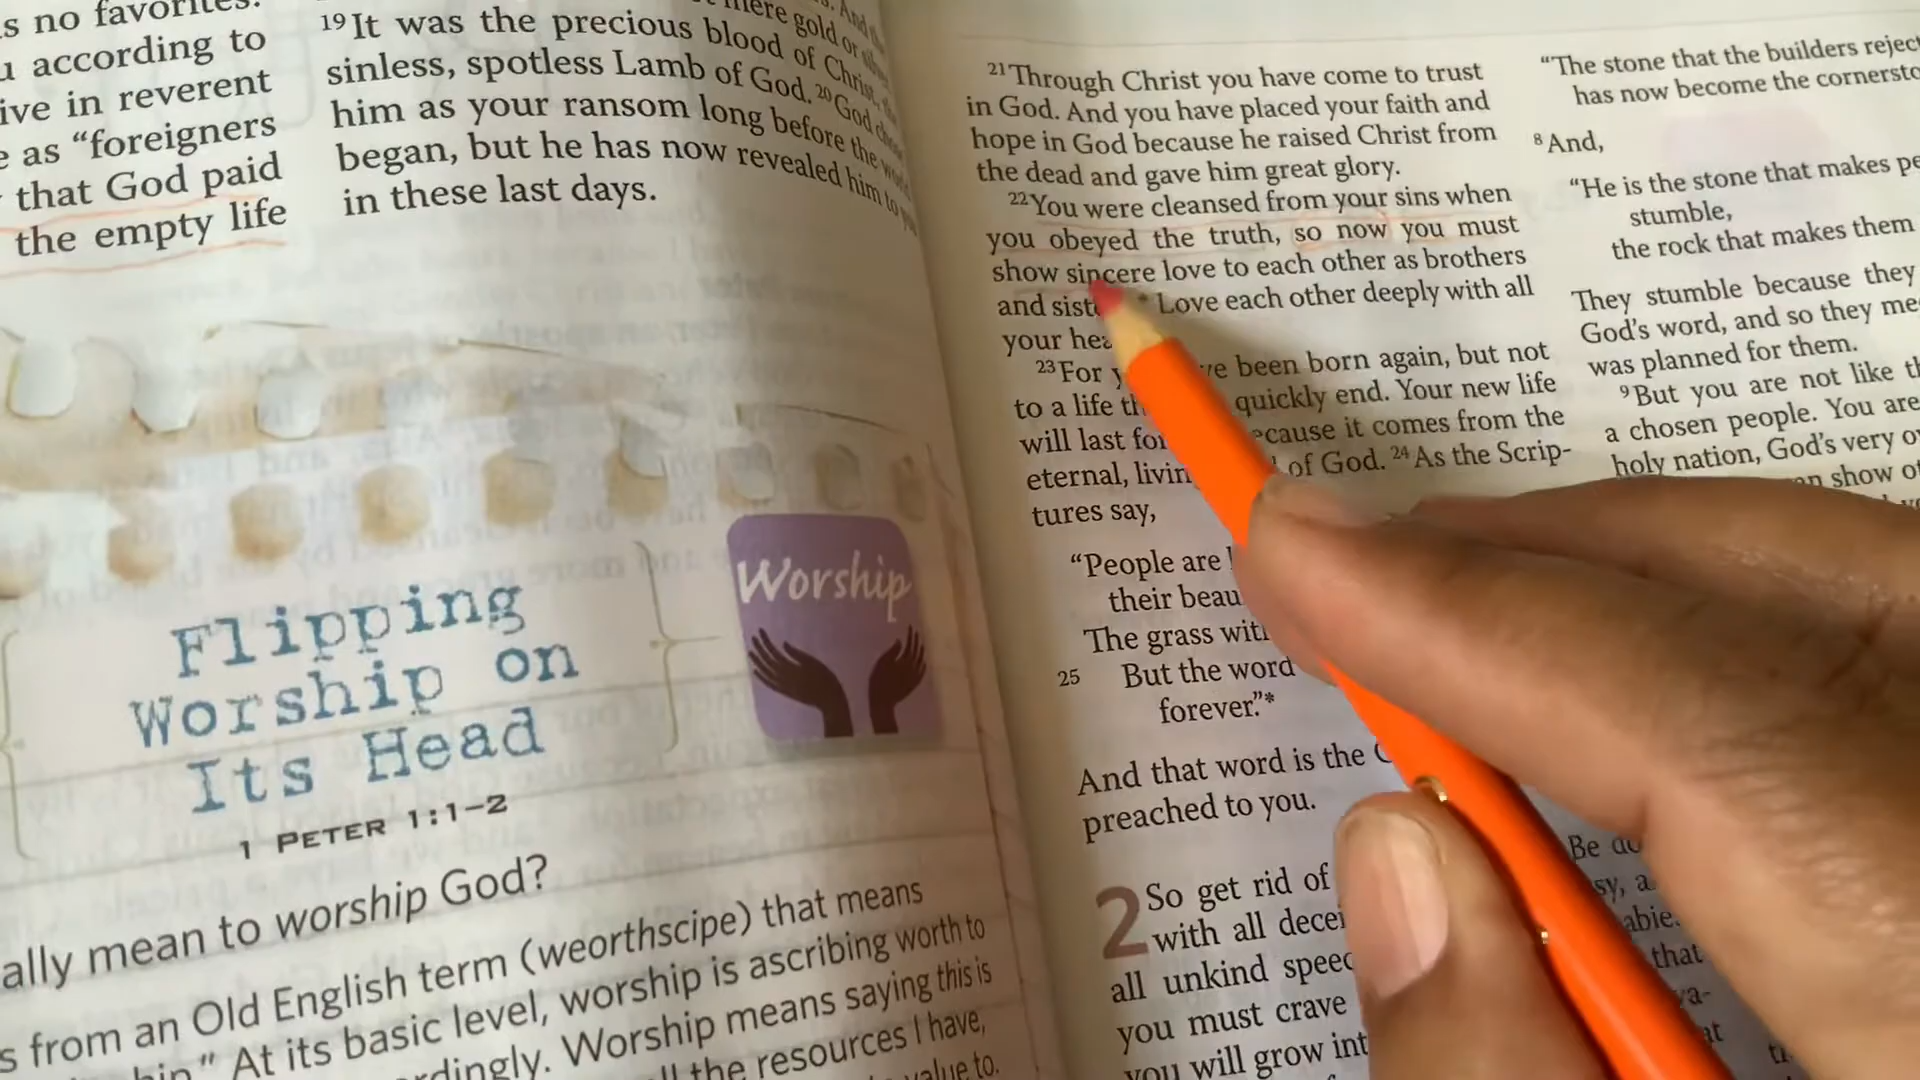 s no favorites.
u according to
ive in reverent
e as “foreigners
that God paid
the empty life
mere gold or
19 It was the precious blood of Christ, the
sinless, spotless Lamb of God. 20 God chose
him as your ransom long before the world
began, but he has now revealed him to you
in these last days.
Flipping
Worship on
Its Head
1 PETER 1:1–2
Worship
ally mean to worship God?
s from an Old English term (weorthscipe) that means
hip.” At its basic level, worship is ascribing worth to
rdingly. Worship means saying this is
the resources I have,
value to.
21 Through Christ you have come to trust
in God. And you have placed your faith and
hope in God because he raised Christ from
the dead and gave him great glory.
22 You were cleansed from your sins when
you obeyed the truth, so now you must
show sincere love to each other as brothers
and sist * Love each other deeply with all
your hea
23 For y ve been born again, but not
to a life th quickly end. Your new life
will last for ecause it comes from the
eternal, livin of God. 24 As the Scrip-
tures say,
“People are
their beau
The grass wit
25 But the word
forever.”*
And that word is the
preached to you.
2 So get rid of
with all decei
all unkind speec
you must crave
you will grow int
“The stone that the builders reject
has now become the cornersto
8 And,
“He is the stone that makes pe
stumble,
the rock that makes them
They stumble because they
God’s word, and so they me
was planned for them.
9 But you are not like th
a chosen people. You are
holy nation, God’s very ow
n show ot
Be
sy, a
abie
that
va-
at